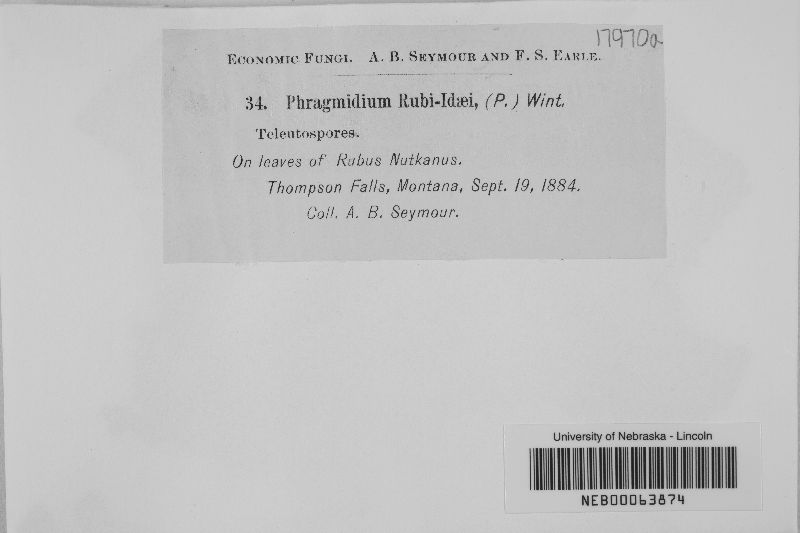 17970a
Economic Fungi. A. B. Seymour and F. S. Earle.
34. Phragmidium Rubi-Idæi, (P.) Wint.
Teleutospores.
On leaves of Rubus Nutkanus.
Thompson Falls, Montana, Sept. 19, 1884.
Coll. A. B. Seymour.
University of Nebraska - Lincoln
NEB00063874